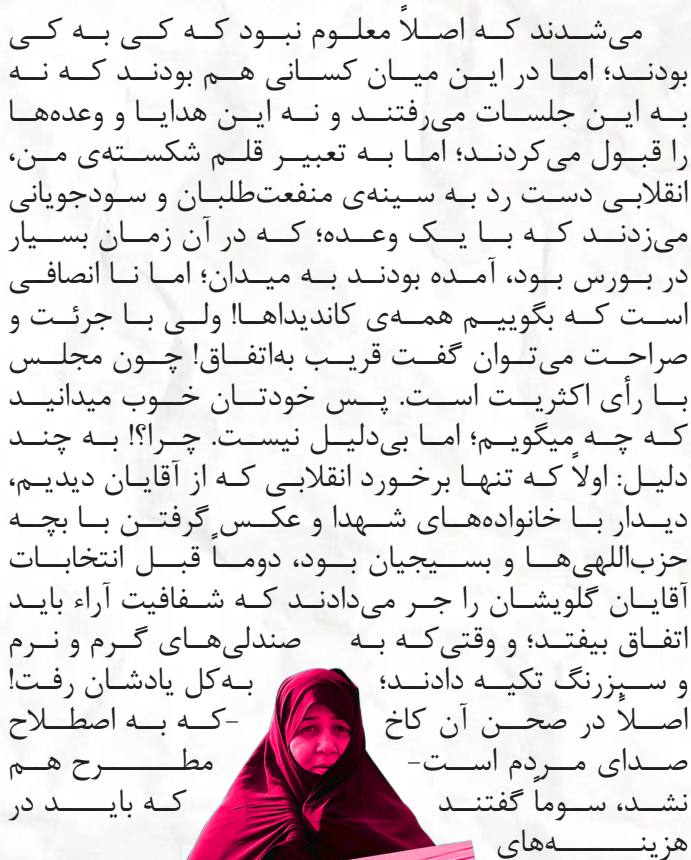 می‌شدند که اصلاً معلوم نبود که کی به کی
بودند؛ اما در این میان کسانی هم بودند که نه
به این جلسات می‌رفتند و نه این هدایا و وعده‌ها
را قبول می‌کردند؛ اما به تعبیر قلم شکسته‌ی من،
انقلابی دست رد به سینه‌ی منفعت‌طلبان و سودجویانی
می‌زدند که با یک وعده؛ که در آن زمان بسیار
در بورس بود، آمده بودند به میدان؛ اما نا انصافی
است که بگوییم همه‌ی کاندیداها! ولی با جرئت و
صراحت می‌توان گفت قریب به‌اتفاق! چون مجلس
با رأی اکثریت است. پس خودتان خوب میدانید
که چه میگویم؛ اما بی‌دلیل نیست. چرا؟! به چند
دلیل: اولاً که تنها برخورد انقلابی که از آقایان دیدیم،
دیدار با خانواده‌های شهدا و عکس گرفتن با بچه
حزب‌اللهی‌ها و بسیجیان بود، دوماً قبل انتخابات
آقایان گلویشان را جر می‌دادند که شفافیت آراء باید
اتفاق بیفتد؛ و وقتی‌که به صندلی‌های گرم و نرم
و سبزرنگ تکیه دادند؛ به‌کل یادشان رفت!
اصلاً در صحن آن کاخ -که به اصطلاح
صدای مردم است- مطرح هم
نشد، سوماً گفتند که باید در
هزینه‌های